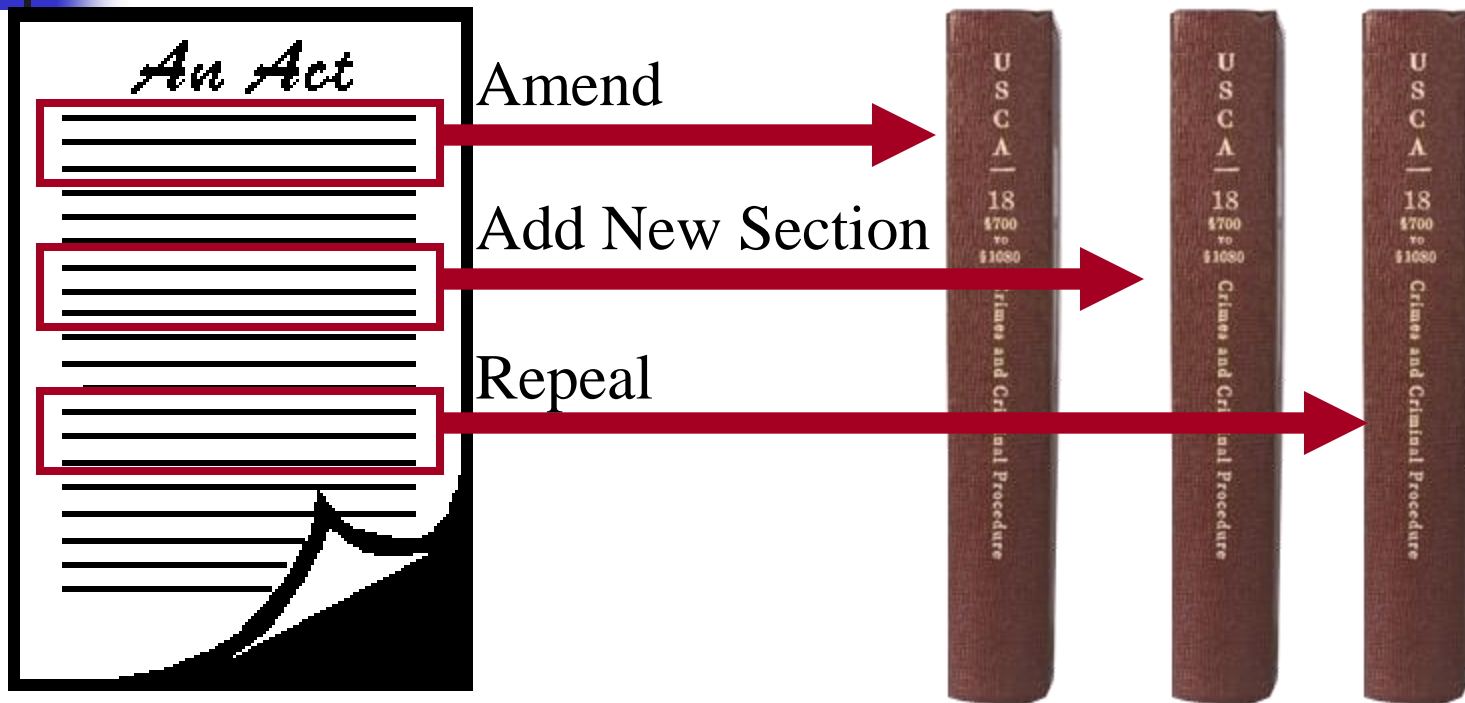 An Act
Amend
Add New Section
Repeal
U
S
C
A
18
§700
TO
§1080
Crimes and Criminal Procedure
U
S
C
A
18
§700
TO
§1080
Crimes and Criminal Procedure
U
S
C
A
18
§700
TO
§1080
Crimes and Criminal Procedure